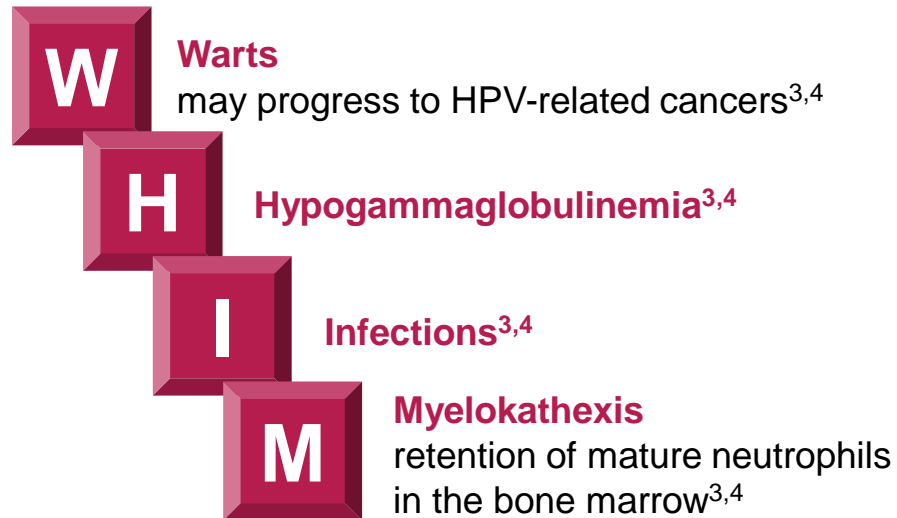 W
Warts
may progress to HPV-related cancers3,4
H
Hypogammaglobulinemia3,4
I
Infections3,4
M
Myelokathexis
retention of mature neutrophils
in the bone marrow3,4